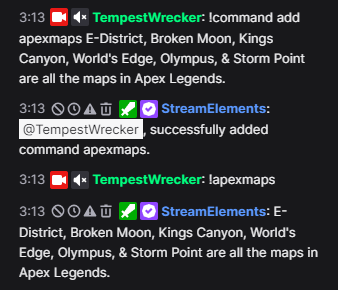 3:13 TempestWrecker: !command add
apexmaps E-District, Broken Moon, Kings
Canyon, World's Edge, Olympus, & Storm Point
are all the maps in Apex Legends.
3:13 StreamElements:
@TempestWrecker, successfully added
command apexmaps.
3:13 TempestWrecker: !apexmaps
3:13 StreamElements: E-
District, Broken Moon, Kings Canyon, World's
Edge, Olympus, & Storm Point are all the maps in
Apex Legends.